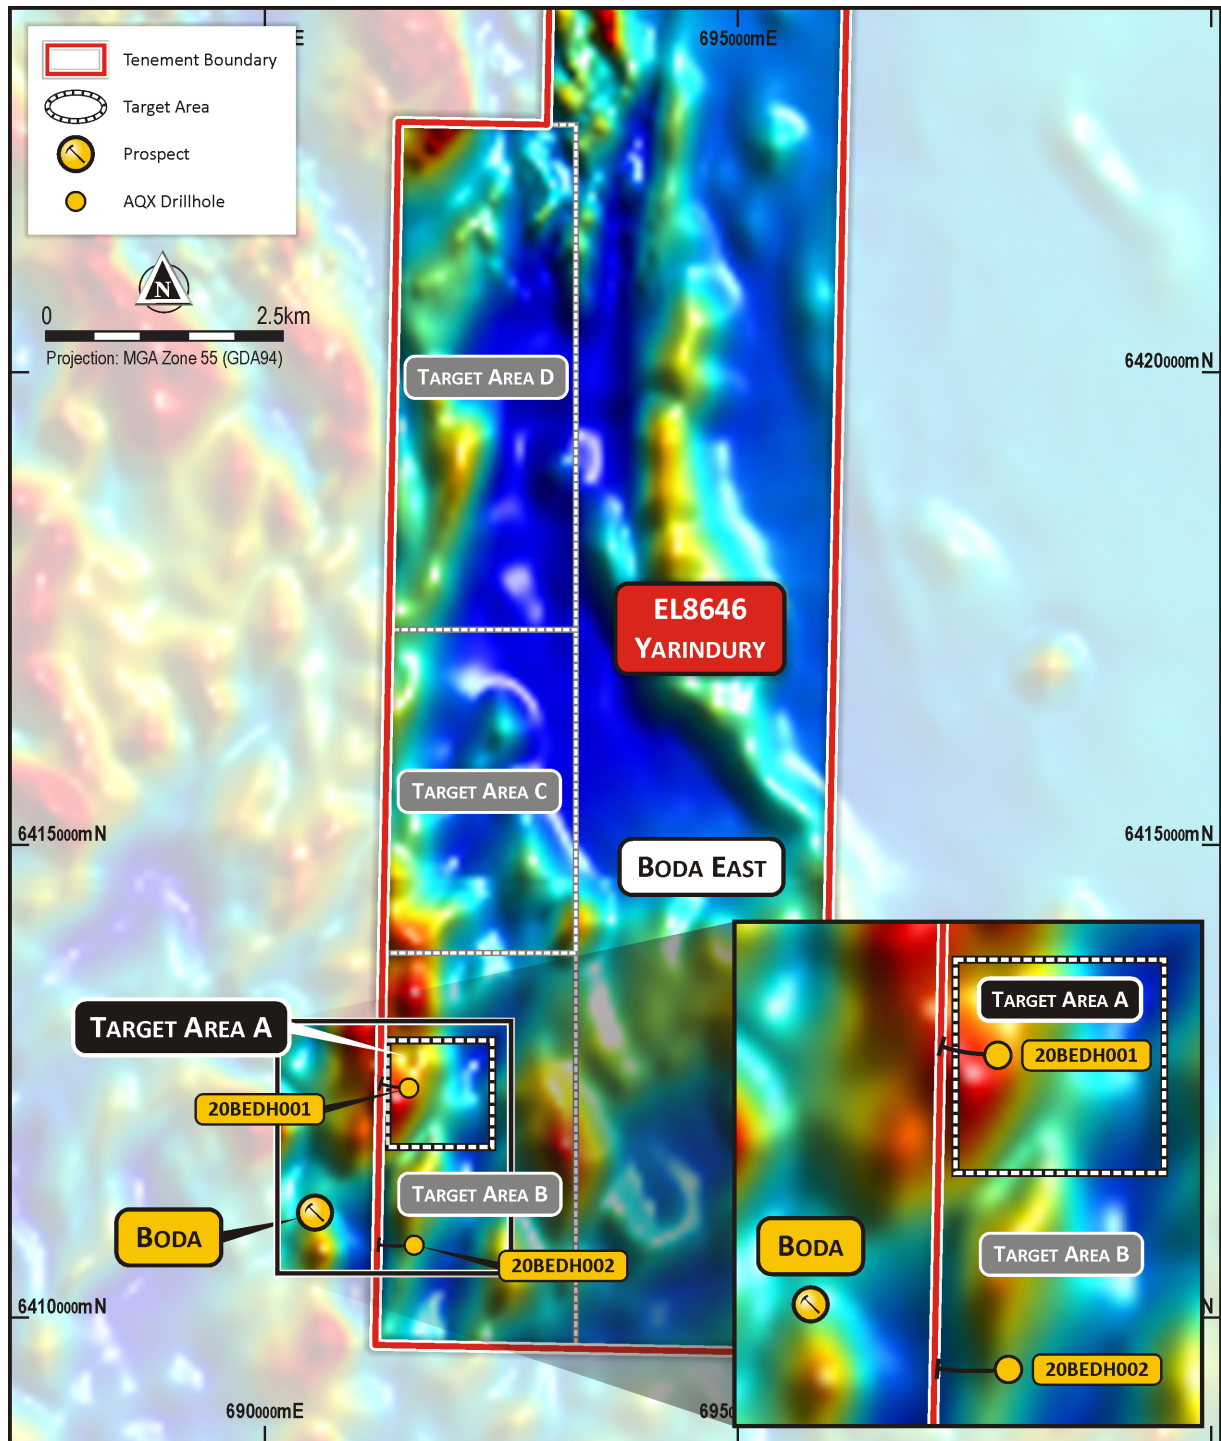 Tenement Boundary
Target Area
Prospect
AQX Drillhole
E
695000mE
N
0 2.5km
Projection: MGA Zone 55 (GDA94)
6420000mN
TARGET AREA D
EL8646
YARINDURY
TARGET AREA C
6415000mN
6415000mN
BODA EAST
TARGET AREA A
20BEDH001
TARGET AREA B
BODA
20BEDH002
6410000mN
690000mE
695
TARGET AREA A
20BEDH001
BODA
TARGET AREA B
20BEDH002
N